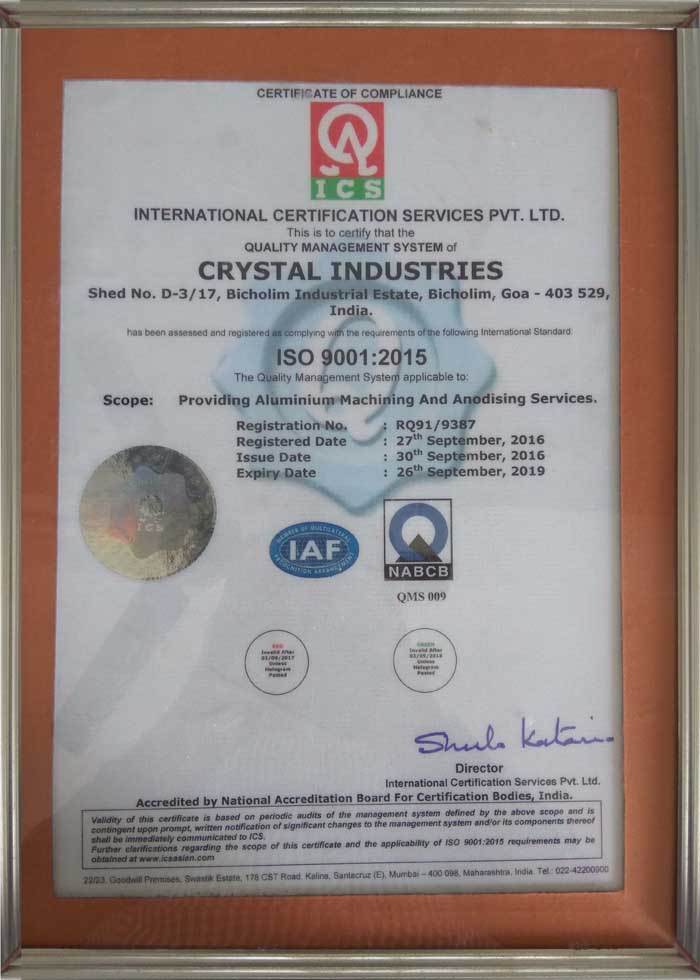 CERTIFICATE OF COMPLIANCE
ICS
INTERNATIONAL CERTIFICATION SERVICES PVT. LTD.
This is to certify that the
QUALITY MANAGEMENT SYSTEM of
CRYSTAL INDUSTRIES
Shed No. D-3/17, Bicholim Industrial Estate, Bicholim, Goa - 403 529,
India.
has been assessed and registered as complying with the requirements of the following International Standard:
ISO 9001:2015
The Quality Management System applicable to:
Scope: Providing Aluminium Machining And Anodising Services.
Registration No. : RQ91/9387
Registered Date : 27th September, 2016
Issue Date : 30th September, 2016
Expiry Date : 26th September, 2019
ICS
MEMBER OF MULTILATERAL
IAF
RECOGNITION ARRANGEMENT
NABCB
QMS 009
RED
Invalid After
03/09/2017
Unless
Hologram
Pasted
GREEN
Invalid After
03/09/2018
Unless
Hologram
Pasted
Director
International Certification Services Pvt. Ltd.
Accredited by National Accreditation Board For Certification Bodies, India.
Validity of this certificate is based on periodic audits of the management system defined by the above scope and is
contingent upon prompt, written notification of significant changes to the management system and/or its components thereof
shall be immediately communicated to ICS.
Further clarifications regarding the scope of this certificate and the applicability of ISO 9001:2015 requirements may be
obtained at www.icsasian.com
22/23, Goodwill Premises, Swastik Estate, 178 CST Road, Kalina, Santacruz (E), Mumbai – 400 098, Maharashtra, India. Tel.: 022-42200900